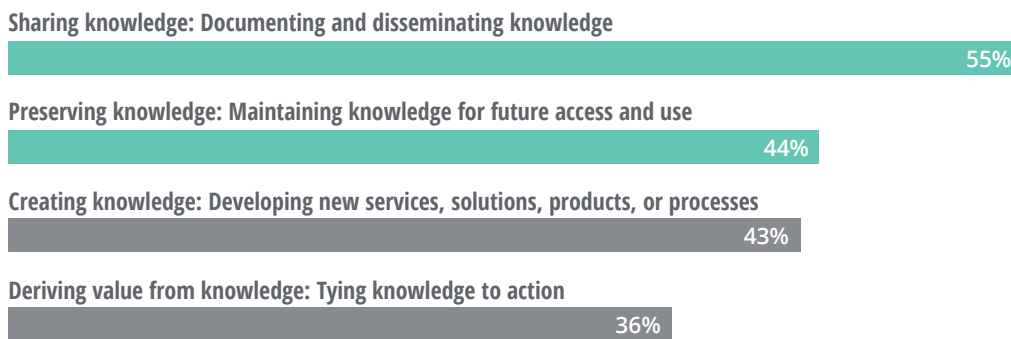 Sharing knowledge: Documenting and disseminating knowledge
55%
Preserving knowledge: Maintaining knowledge for future access and use
44%
Creating knowledge: Developing new services, solutions, products, or processes
43%
Deriving value from knowledge: Tying knowledge to action
36%